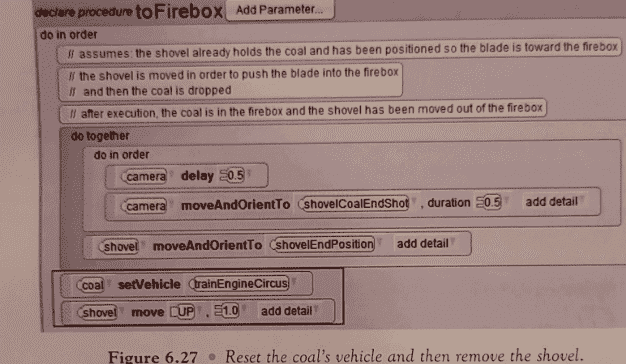 declare procedure toFirebox Add Parameter...
do in order
// assumes: the shovel already holds the coal and has been positioned so the blade is toward the firebox
// the shovel is moved in order to push the blade into the firebox
// and then the coal is dropped
// after execution, the coal is in the firebox and the shovel has been moved out of the firebox
do together
do in order
camera delay 0.5
camera moveAndOrientTo shovelCoalEndShot , duration 0.5 add detail
shovel moveAndOrientTo shovelEndPosition add detail
coal setVehicle trainEngineCircus
shovel move UP , 1.0 add detail
Figure 6.27 • Reset the coal's vehicle and then remove the shovel.